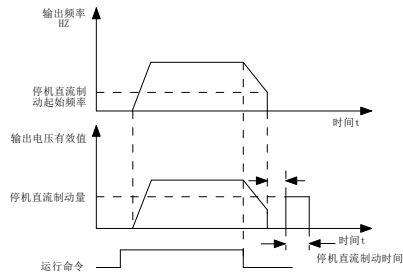 输出频率
HZ
停机直流制
动起始频率
时间t
输出电压有效值
停机直流制动量
时间t
停机直流制动时间
运行命令